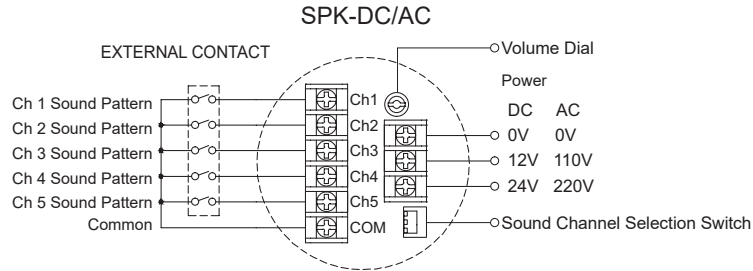 SPK-DC/AC
EXTERNAL CONTACT
Volume Dial
Power
DC AC
Ch 1 Sound Pattern
Ch 2 Sound Pattern
Ch 3 Sound Pattern
Ch 4 Sound Pattern
Ch 5 Sound Pattern
Common
Ch1
Ch2
Ch3
Ch4
Ch5
COM
0V 0V
12V 110V
24V 220V
Sound Channel Selection Switch